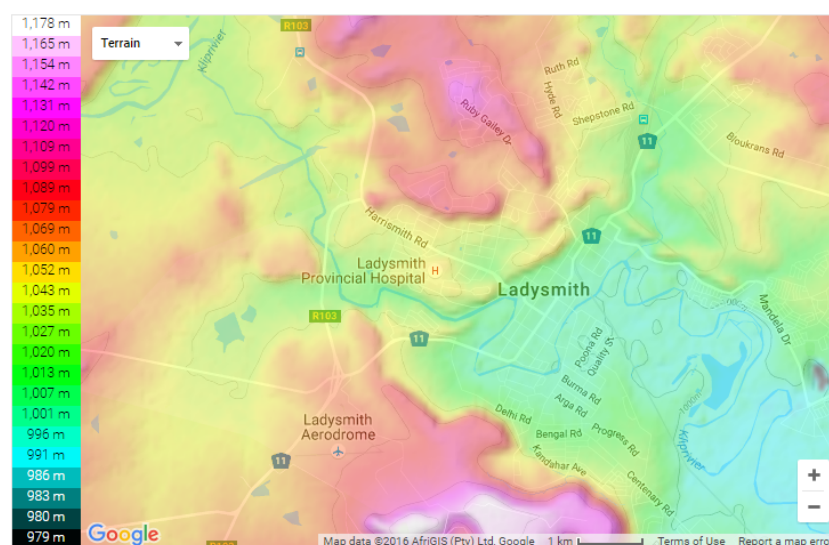 1,178 m
1,165 m
1,154 m
1,142 m
1,131 m
1,120 m
1,109 m
1,099 m
1,089 m
1,079 m
1,069 m
1,060 m
1,052 m
1,043 m
1,035 m
1,027 m
1,020 m
1,013 m
1,007 m
1,001 m
996 m
991 m
986 m
983 m
980 m
979 m
Terrain
R103
Kliprivier
Ruth Rd
Hyde Rd
Shepstone Rd
Ruby Gailey Dr
11
Bloukrans Rd
Harrismith Rd
11
Ladysmith
Provincial Hospital
H
Ladysmith
R103
11
Mandela Dr
Poona Rd
Quality St
Burma Rd
Arga Rd
1000m
Delhi Rd
Bengal Rd
Progress Rd
Kliprivier
Ladysmith
Aerodrome
Kandahar Ave
Centenary Rd
11
+
−
Google
Map data ©2016 AfriGIS (Pty) Ltd, Google
1 km
Terms of Use
Report a map erro